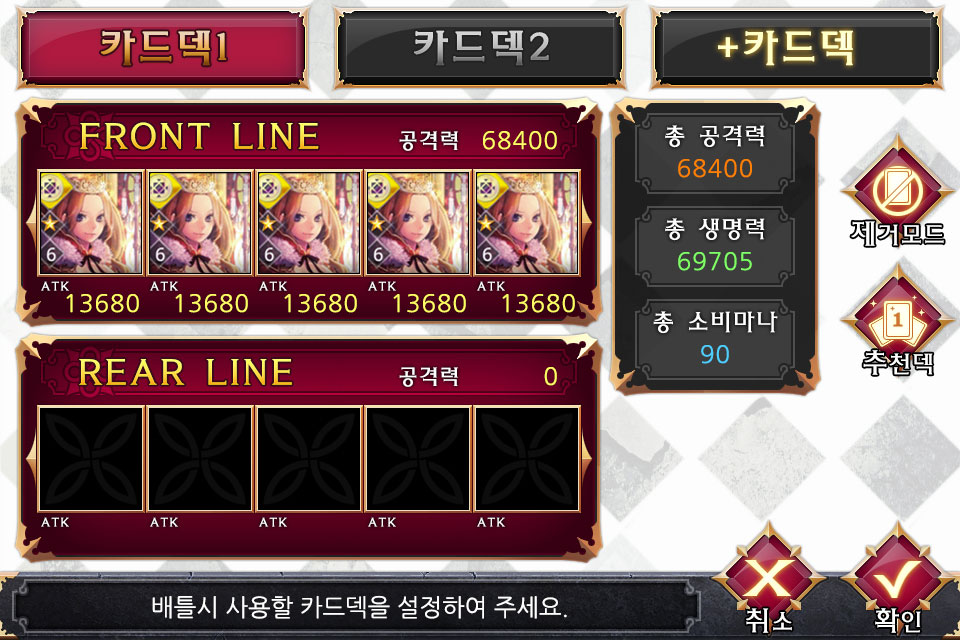 카드덱1
카드덱2
+카드덱
FRONT LINE 공격력 68400
6 6 6 6 6
ATK ATK ATK ATK ATK
13680 13680 13680 13680 13680
총 공격력
68400
총 생명력
69705
총 소비마나
90
제거모드
1
추천덱
REAR LINE 공격력 0
ATK ATK ATK ATK ATK
배틀시 사용할 카드덱을 설정하여 주세요.
취소
확인